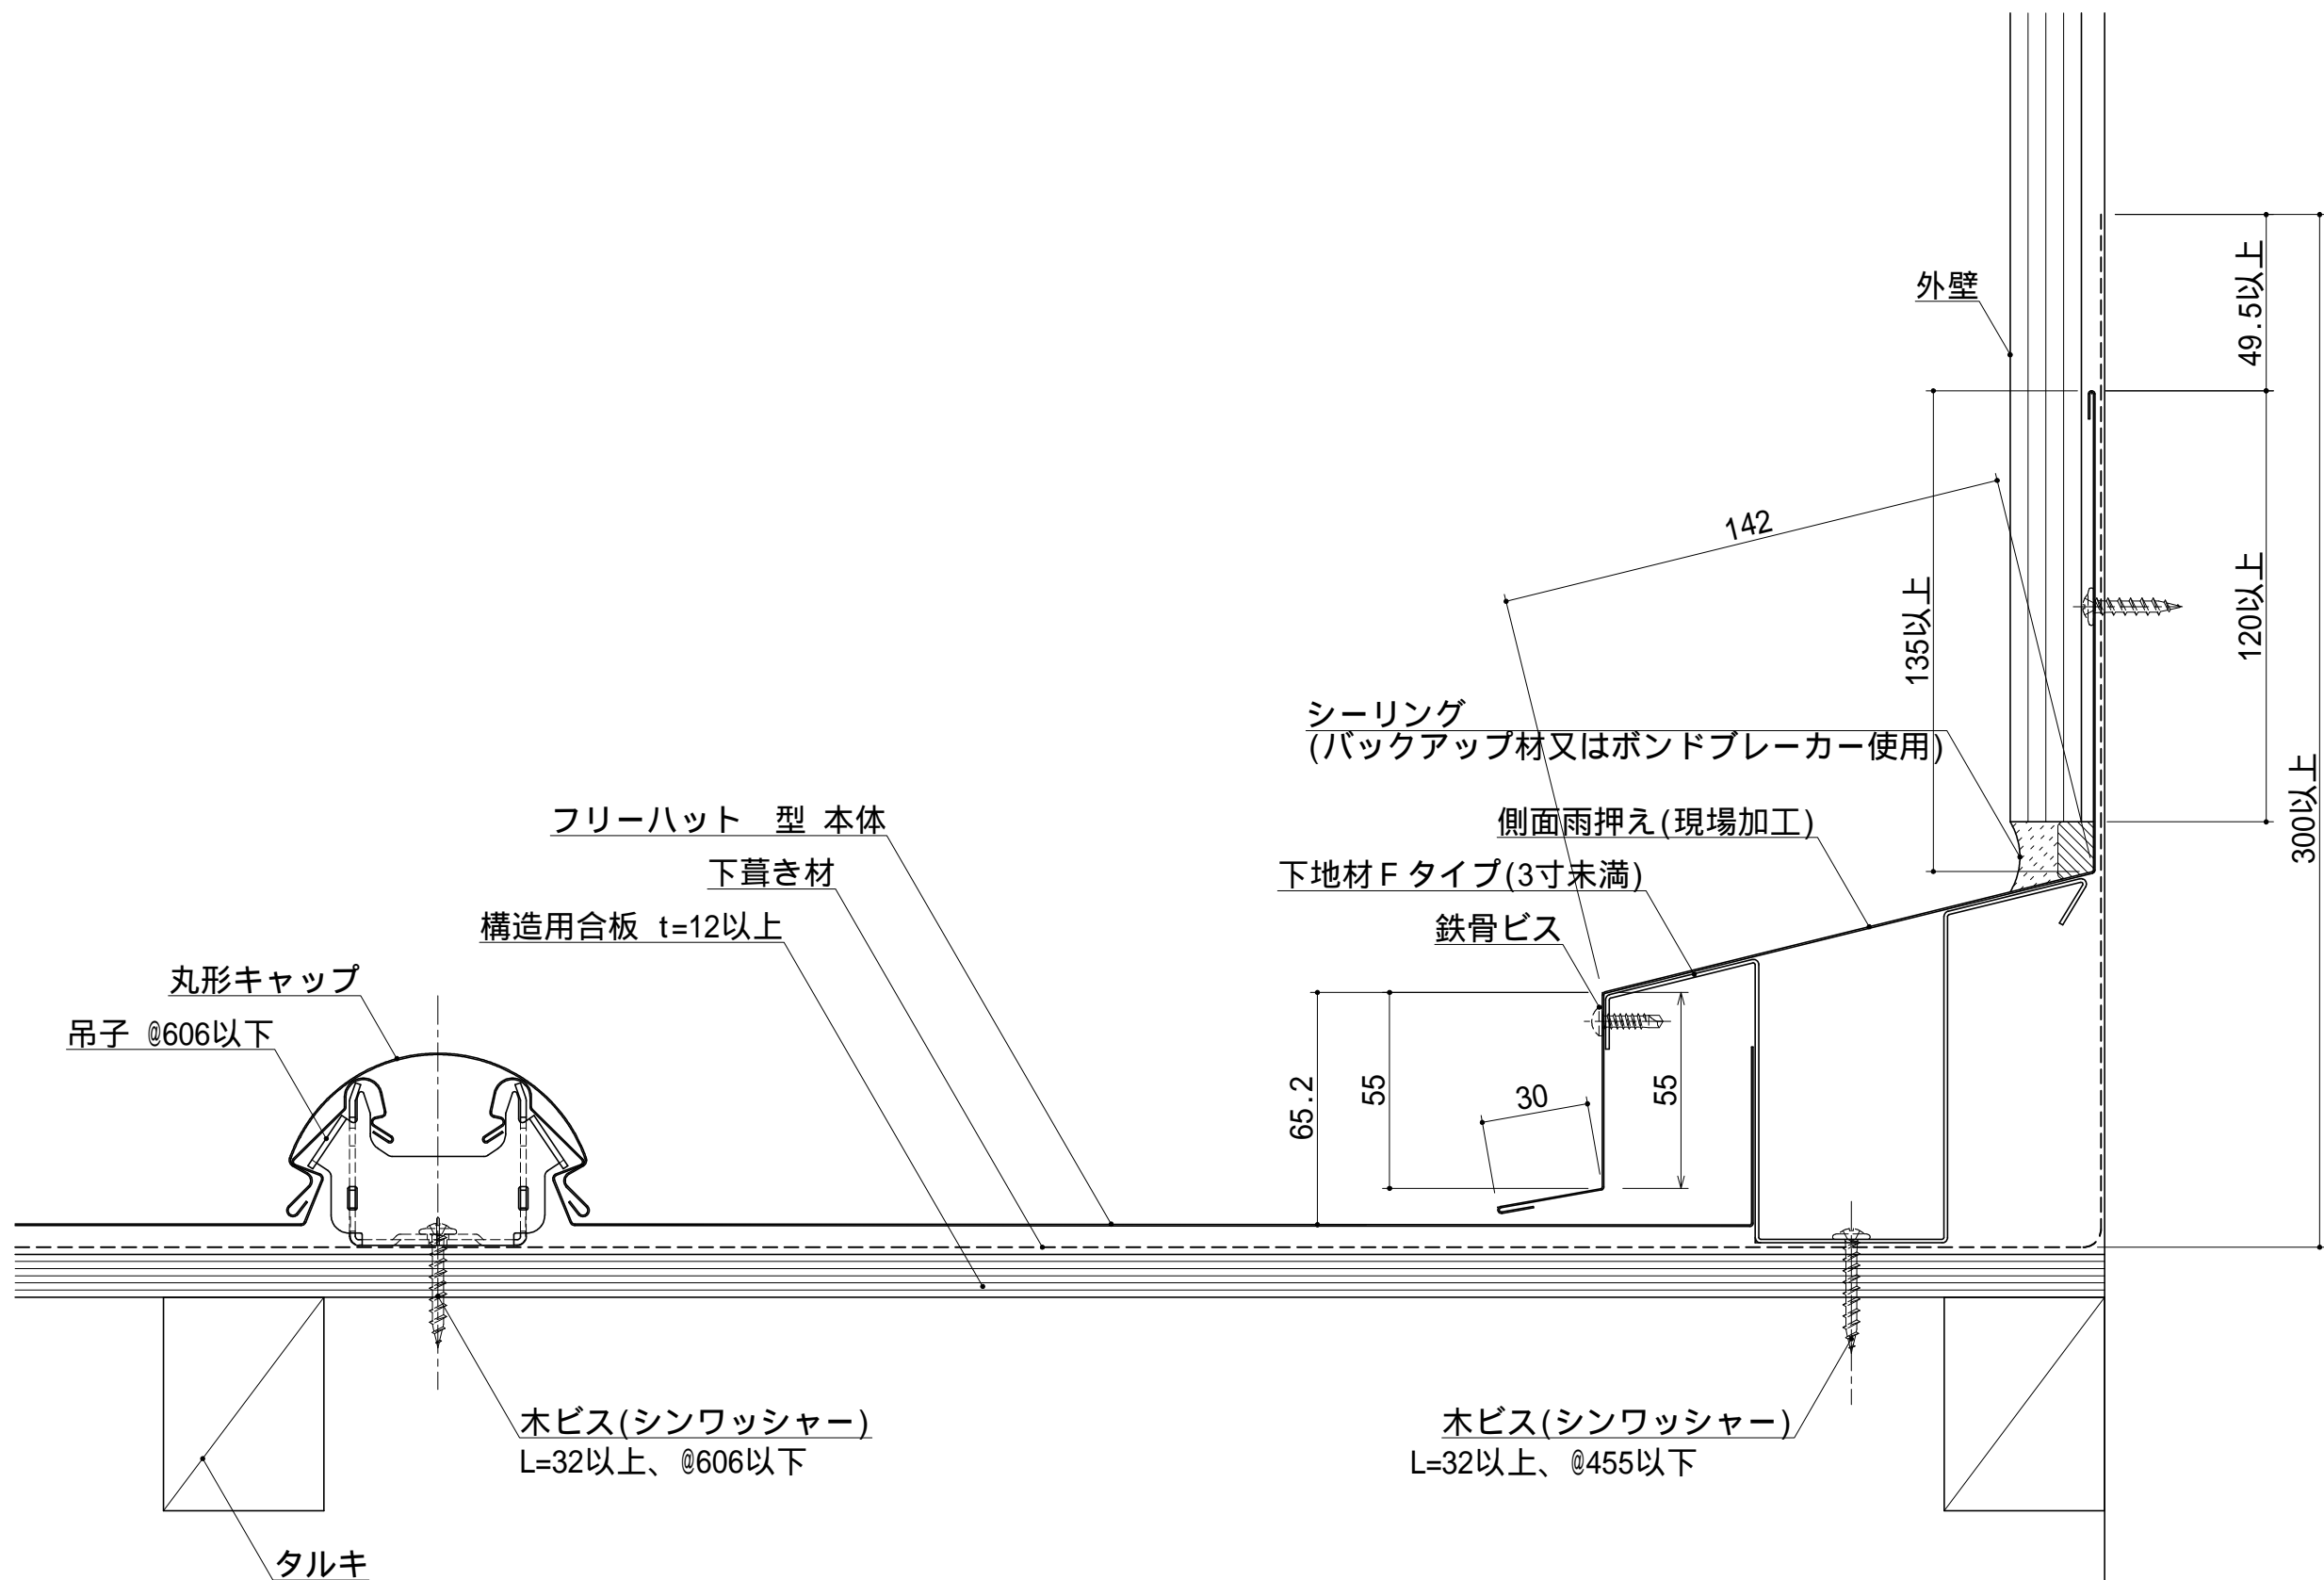 外壁
49.5以上
142
135以上
120以上
300以上
シーリング
(バックアップ材又はボンドブレーカー使用)
フリーハット　型 本体
側面雨押え(現場加工)
下葺き材
下地材Ｆタイプ(3寸未満)
構造用合板 t=12以上
鉄骨ビス
丸形キャップ
吊子 @606以下
65.2
55
30
55
木ビス(シンワッシャー)
L=32以上、@606以下
木ビス(シンワッシャー)
L=32以上、@455以下
タルキ